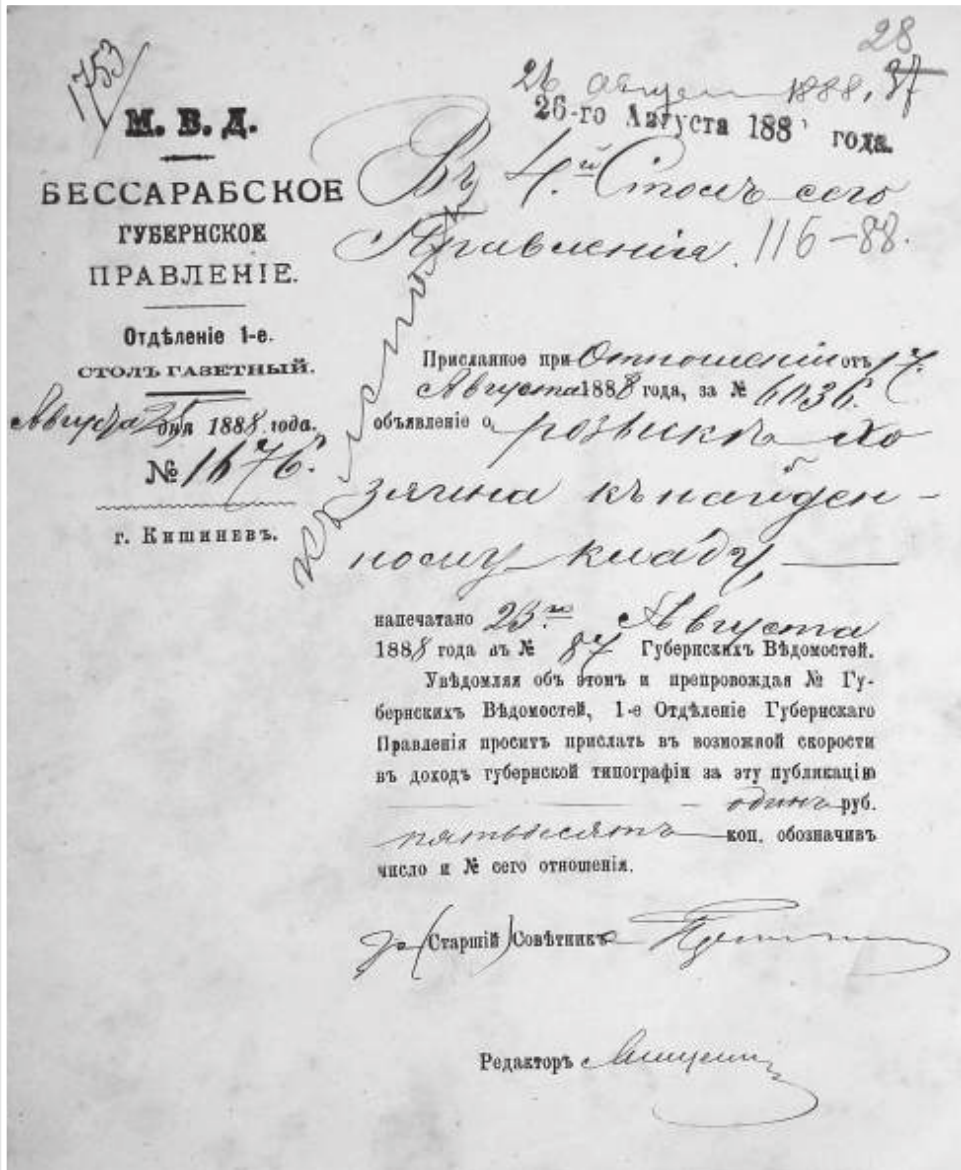 28
1753
26 Августа 1888, 37
26-го Августа 188 года.
М. В. Д.
БЕССАРАБСКОЕ
ГУБЕРНСКОЕ
ПРАВЛЕНІЕ.
Отдѣленіе 1-е.
СТОЛЪ ГАЗЕТНЫЙ.
Августа 25 дня 1888 года.
№ 1676.
г. Кишиневъ.
Въ 4.й Столъ сего
Правленія. 116-88.
Присланное при Отношеніи отъ 17
Августа 1888 года, за № 6036.
объявленіе о розыскѣ хо
зяина къ найден-
ному кладу,
напечатано 23го Августа
1888 года въ № 87 Губернскихъ Вѣдомостей.
Увѣдомляя объ этомъ и препровождая № Гу-
бернскихъ Вѣдомостей, 1-е Отдѣленіе Губернскаго
Правленія проситъ прислать въ возможной скорости
въ доходъ губернской типографіи за эту публикацію
одинъ руб.
пятьдесятъ коп. обозначивъ
число и № сего отношенія.
За (Старшій) Совѣтника
Редакторъ